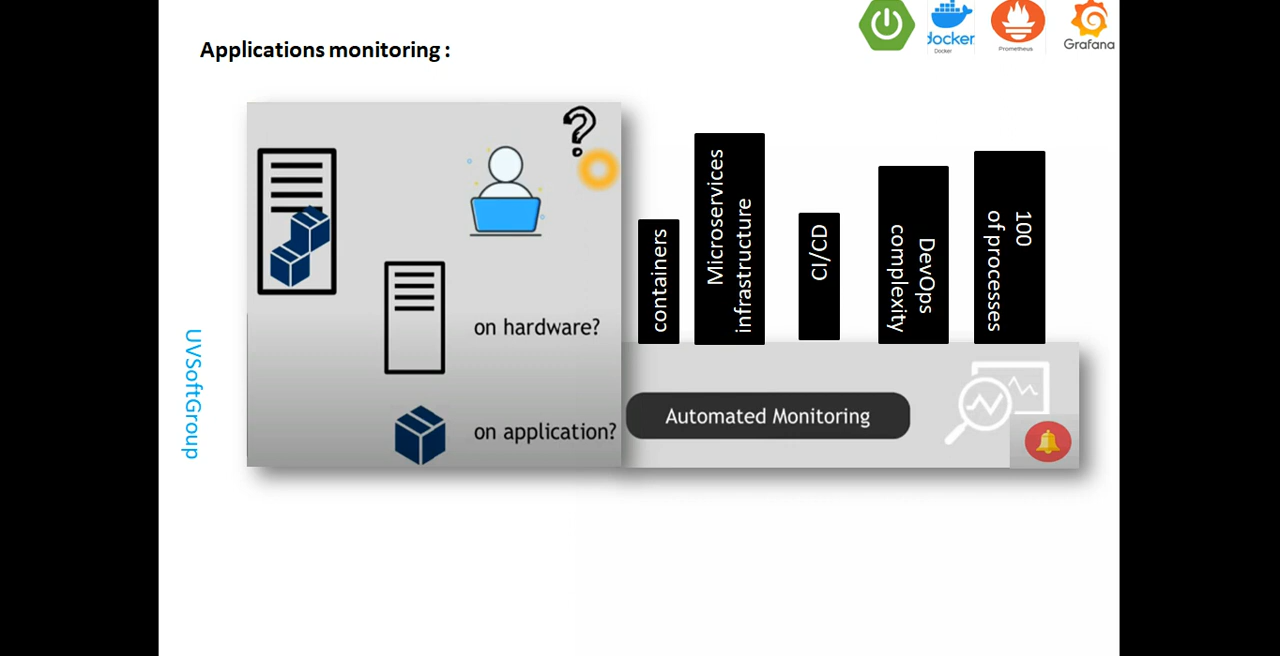 Applications monitoring :
docker
Docker
Prometheus
Grafana
?
on hardware?
on application?
containers
Microservices
infrastructure
CI/CD
DevOps
complexity
100
of processes
Automated Monitoring
UVSoftGroup